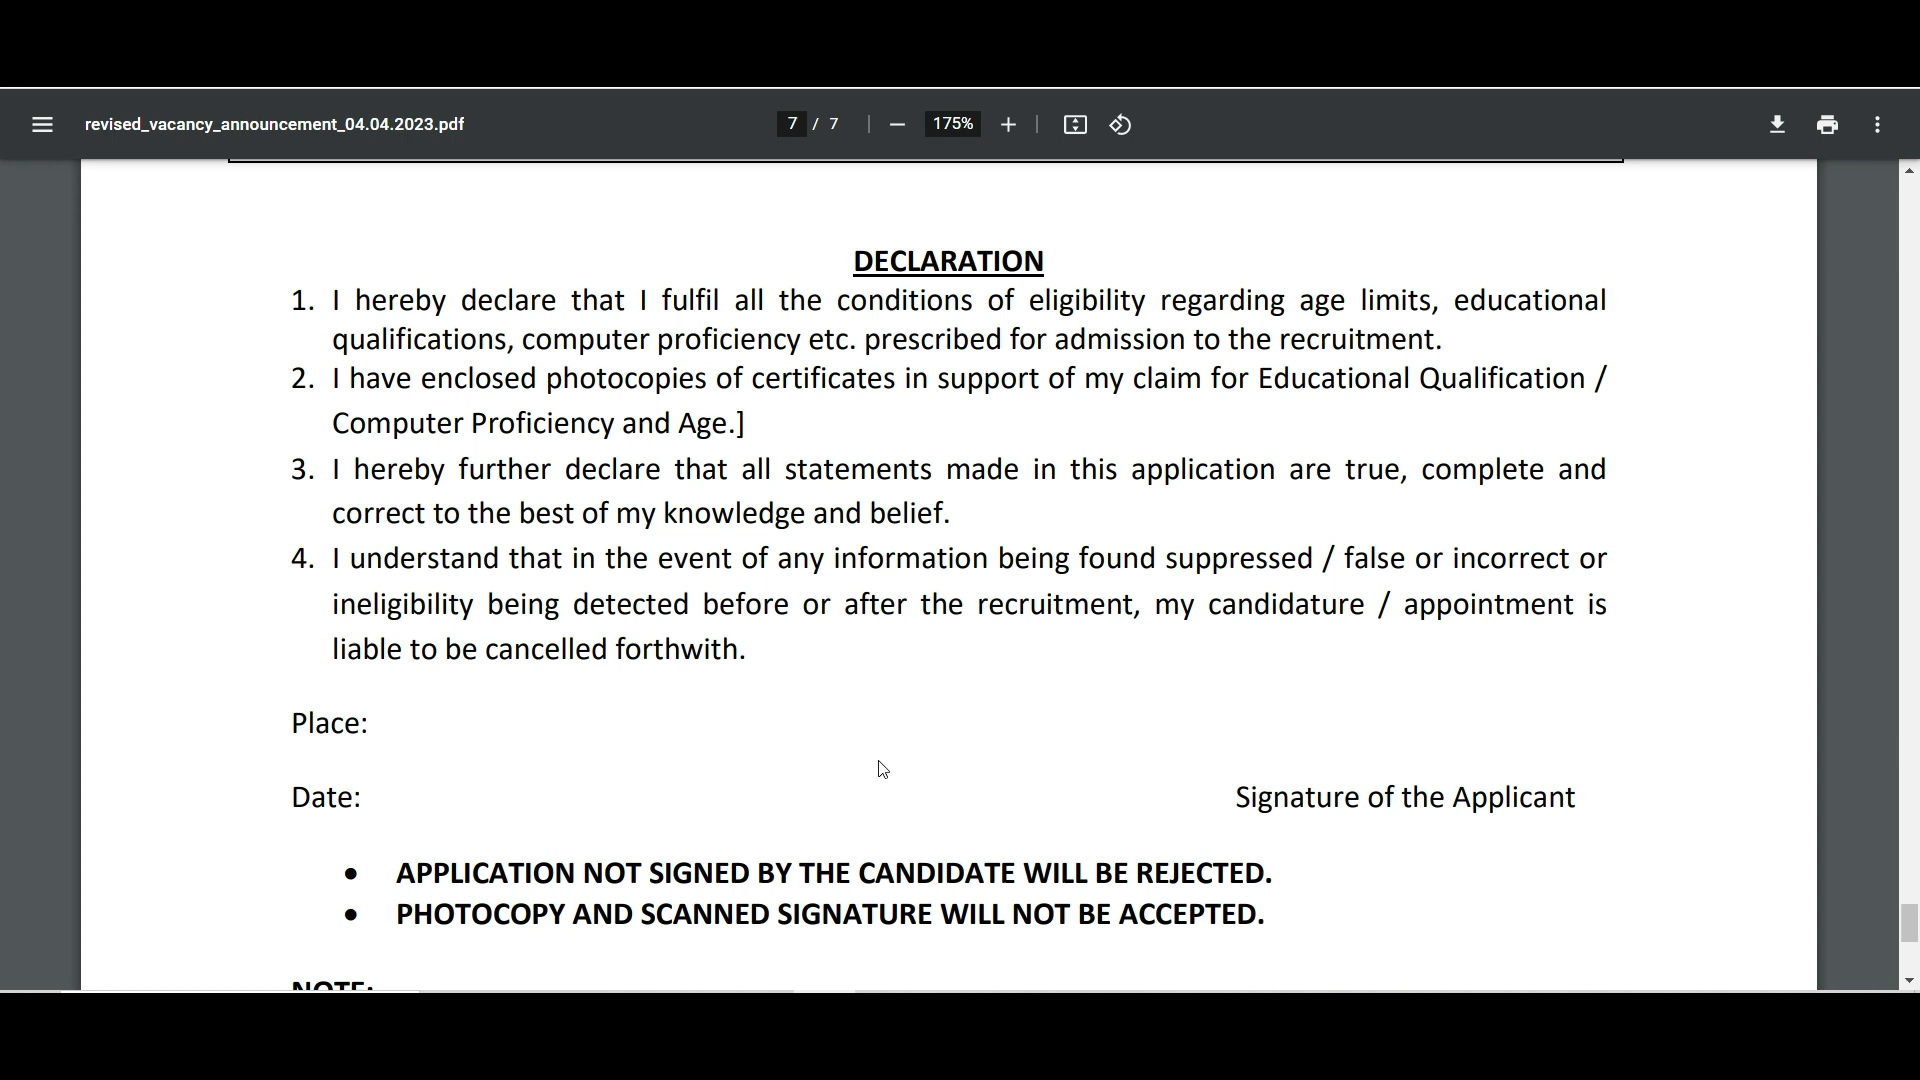 revised_vacancy_announcement_04.04.2023.pdf
7 / 7
175%
DECLARATION
1. I hereby declare that I fulfil all the conditions of eligibility regarding age limits, educational
qualifications, computer proficiency etc. prescribed for admission to the recruitment.
2. I have enclosed photocopies of certificates in support of my claim for Educational Qualification /
Computer Proficiency and Age.]
3. I hereby further declare that all statements made in this application are true, complete and
correct to the best of my knowledge and belief.
4. I understand that in the event of any information being found suppressed / false or incorrect or
ineligibility being detected before or after the recruitment, my candidature / appointment is
liable to be cancelled forthwith.
Place:
Date:
Signature of the Applicant
• APPLICATION NOT SIGNED BY THE CANDIDATE WILL BE REJECTED.
• PHOTOCOPY AND SCANNED SIGNATURE WILL NOT BE ACCEPTED.
NOTE: